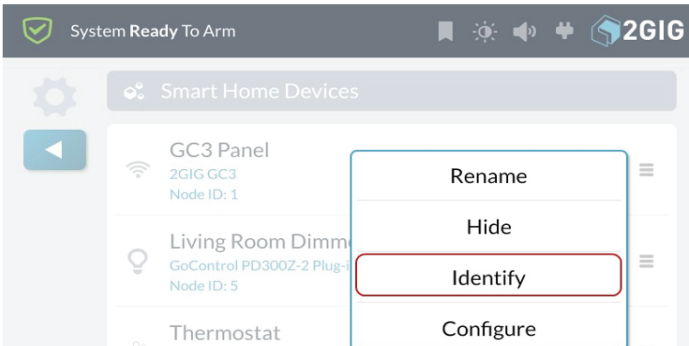 System Ready To Arm
2GIG
Smart Home Devices
GC3 Panel
2GIG GC3
Node ID: 1
Living Room Dimm
GoControl PD300Z-2 Plug-i
Node ID: 5
Thermostat
Rename
Hide
Identify
Configure